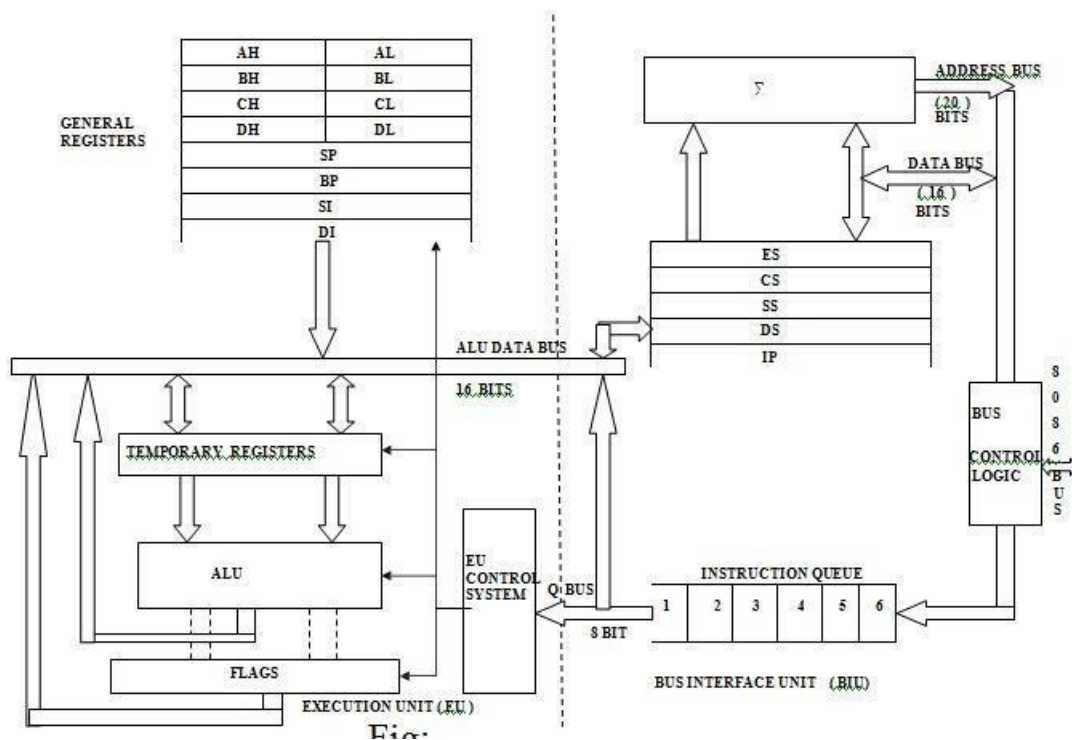 AH AL
BH BL
CH CL
DH DL
SP
BP
SI
DI
GENERAL
REGISTERS
∑
ADDRESS BUS
( 20 )
BITS
DATA BUS
( 16 )
BITS
ES
CS
SS
DS
IP
ALU DATA BUS
16 BITS
TEMPORARY REGISTERS
ALU
FLAGS
EU
CONTROL
SYSTEM
Q BUS
8 BIT
INSTRUCTION QUEUE
1 2 3 4 5 6
BUS
CONTROL
LOGIC
8
0
8
6
B
U
S
EXECUTION UNIT ( EU )
BUS INTERFACE UNIT ( BIU )
Fig: